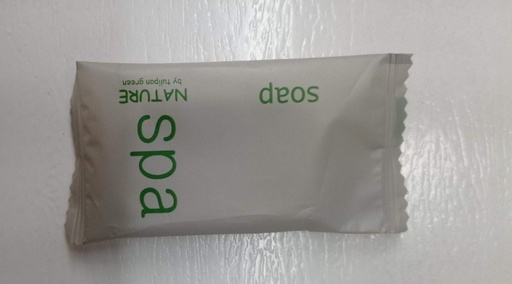 soap
NATURE
by tulipan green
spa